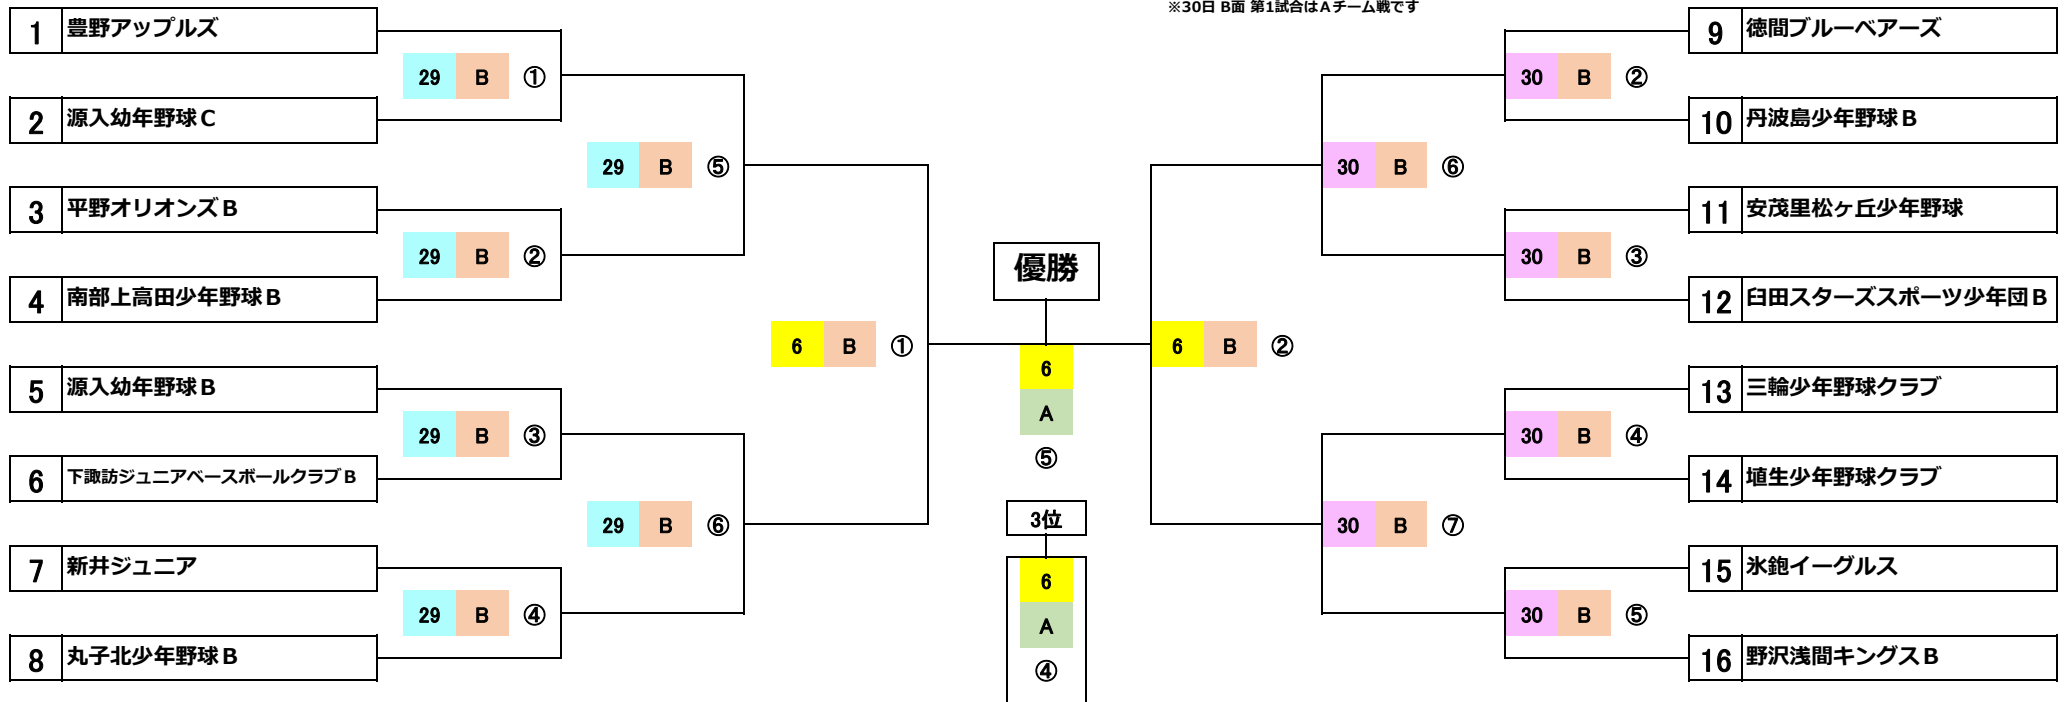 ※30日 B面 第1試合はAチーム戦です
1 豊野アップルズ
29 B ①
2 源入幼年野球C
29 B ⑤
3 平野オリオンズB
29 B ②
4 南部上高田少年野球B
6 B ①
5 源入幼年野球B
29 B ③
6 下諏訪ジュニアベースボールクラブB
29 B ⑥
7 新井ジュニア
29 B ④
8 丸子北少年野球B
優勝
6
A
⑤
3位
6
A
④
9 徳間ブルーベアーズ
30 B ②
10 丹波島少年野球B
30 B ⑥
11 安茂里松ヶ丘少年野球
30 B ③
12 臼田スターズスポーツ少年団B
6 B ②
13 三輪少年野球クラブ
30 B ④
14 埴生少年野球クラブ
30 B ⑦
15 氷鉋イーグルス
30 B ⑤
16 野沢浅間キングスB